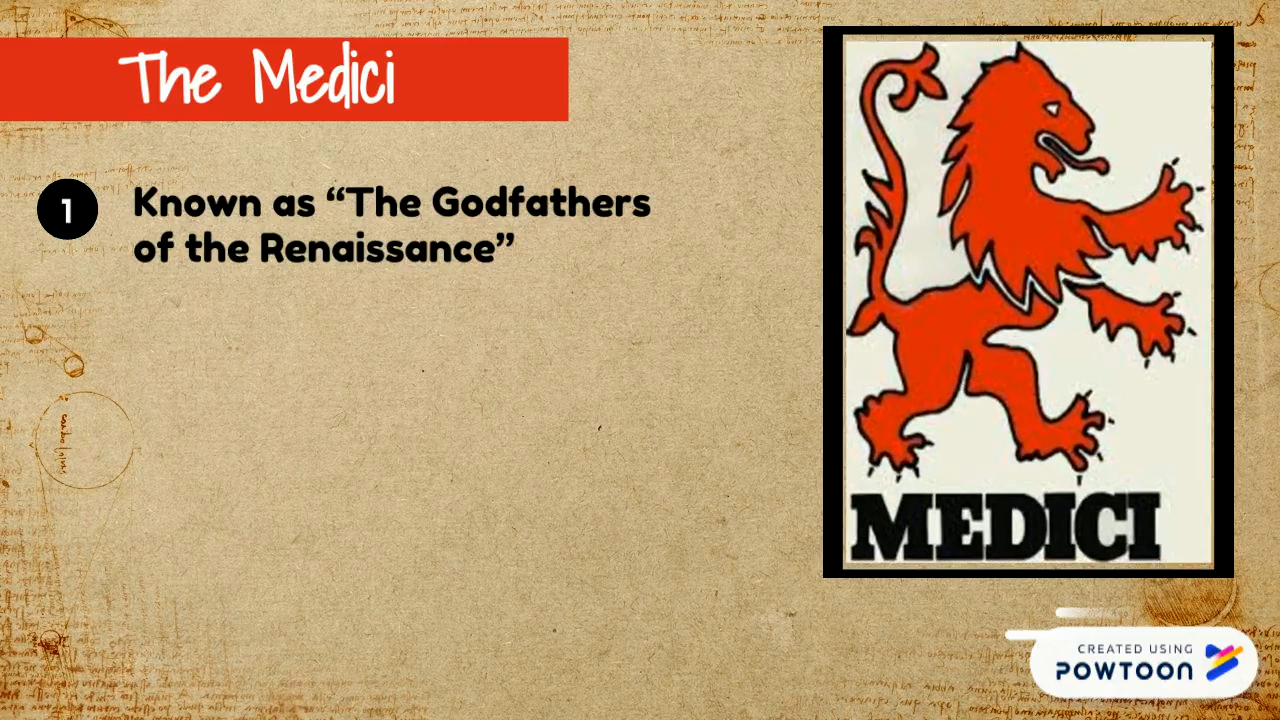 The Medici
1
Known as “The Godfathers
of the Renaissance”
MEDICI
CREATED USING
POWTOON